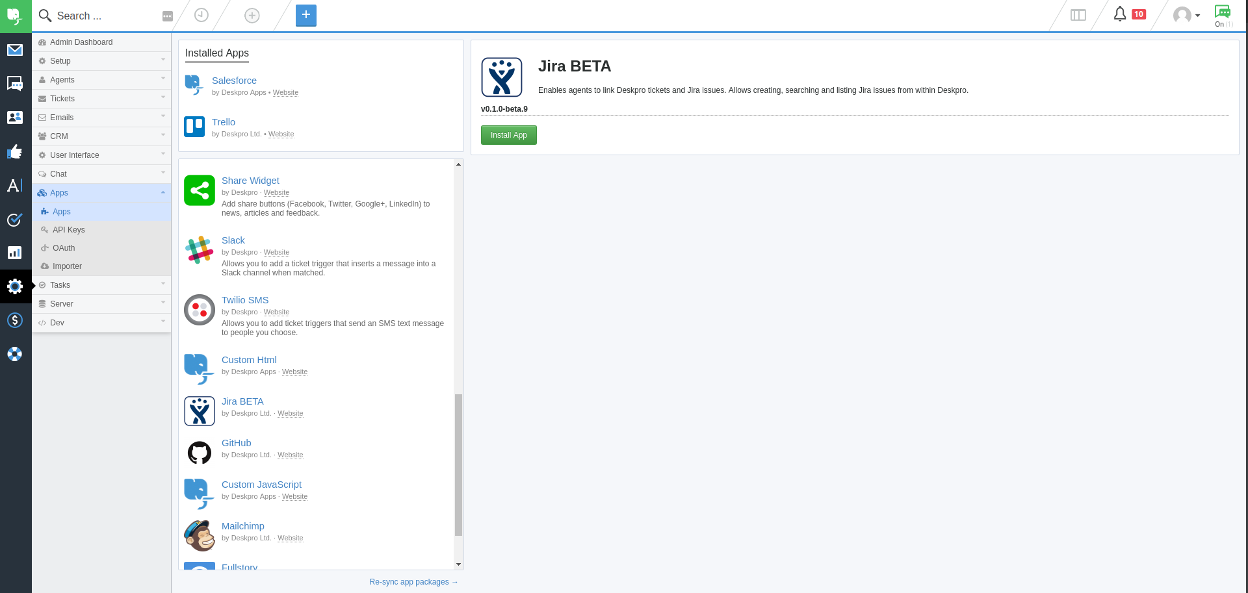 Search ...
+
10
On (1)
Admin Dashboard
Setup
Agents
Tickets
Emails
CRM
User Interface
Chat
Apps
Apps
API Keys
OAuth
Importer
Tasks
Server
Dev
Installed Apps
Salesforce
by Deskpro Apps • Website
Trello
by Deskpro Ltd. • Website
Share Widget
by Deskpro · Website
Add share buttons (Facebook, Twitter, Google+, LinkedIn) to
news, articles and feedback.
Slack
by Deskpro · Website
Allows you to add a ticket trigger that inserts a message into a
Slack channel when matched.
Twilio SMS
by Deskpro · Website
Allows you to add ticket triggers that send an SMS text message
to people you choose.
Custom Html
by Deskpro Apps · Website
Jira BETA
by Deskpro Ltd. · Website
GitHub
by Deskpro Ltd. · Website
Custom JavaScript
by Deskpro Apps · Website
Mailchimp
by Deskpro Ltd. · Website
Fullstory
Re-sync app packages →
Jira BETA
Enables agents to link Deskpro tickets and Jira issues. Allows creating, searching and listing Jira Issues from within Deskpro.
v0.1.0-beta.9
Install App